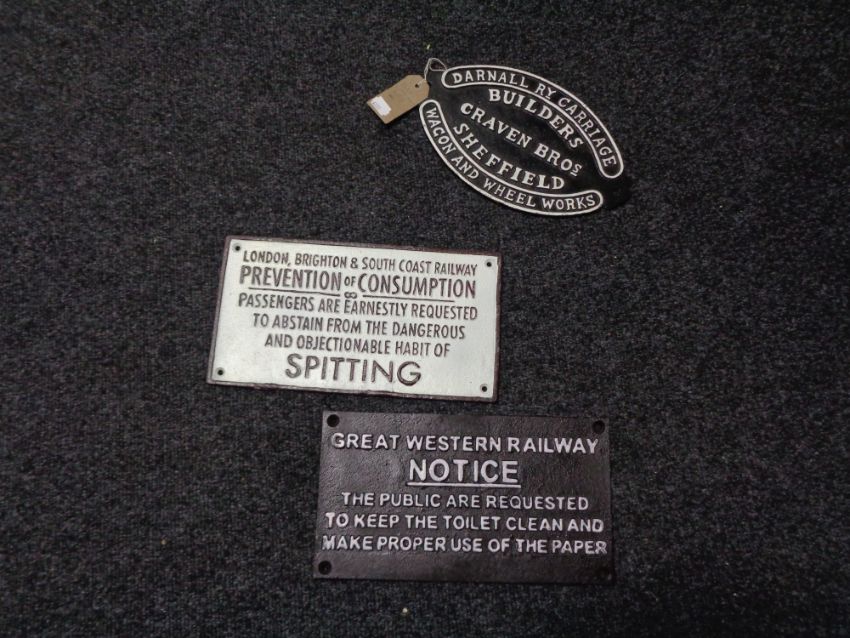 DARNALL RY CARRIAGE
BUILDERS
CRAVEN BROS
SHEFFIELD
WAGON AND WHEEL WORKS
LONDON, BRIGHTON & SOUTH COAST RAILWAY
PREVENTION OF CONSUMPTION
PASSENGERS ARE EARNESTLY REQUESTED
TO ABSTAIN FROM THE DANGEROUS
AND OBJECTIONABLE HABIT OF
SPITTING
GREAT WESTERN RAILWAY
NOTICE
THE PUBLIC ARE REQUESTED
TO KEEP THE TOILET CLEAN AND
MAKE PROPER USE OF THE PAPER